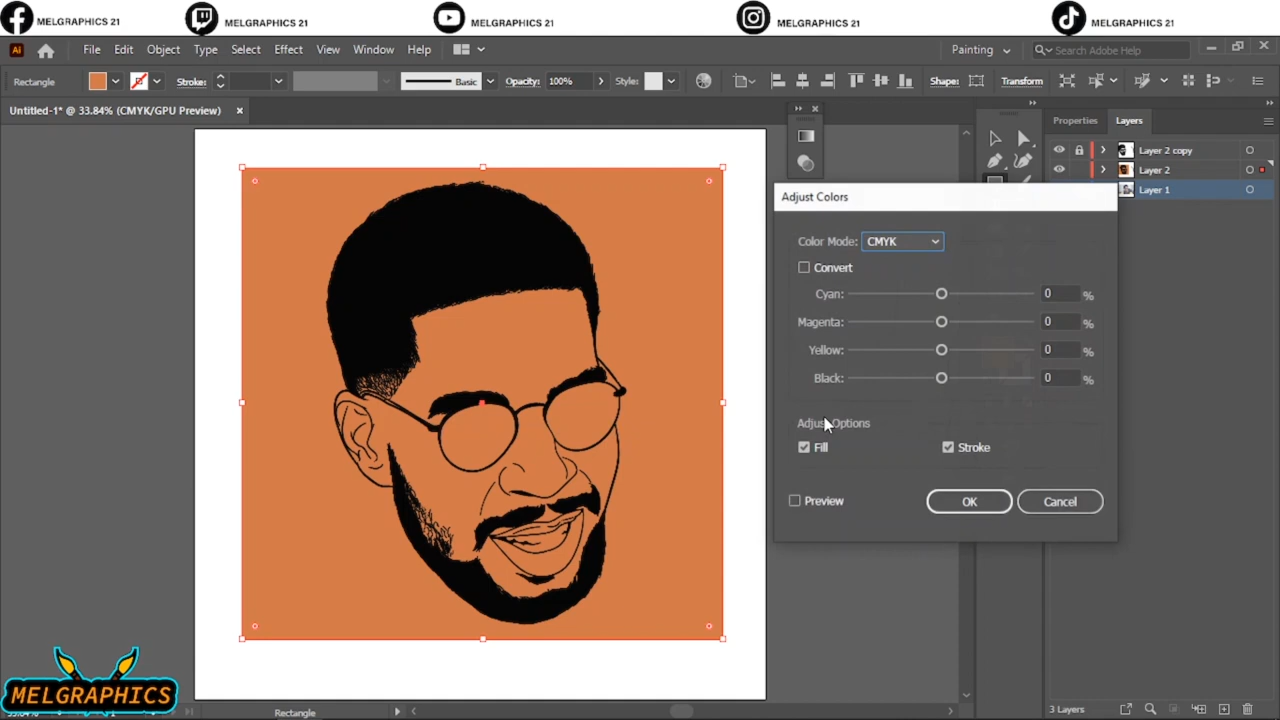 MELGRAPHICS 21
MELGRAPHICS 21
MELGRAPHICS 21
MELGRAPHICS 21
MELGRAPHICS 21
Ai
File Edit Object Type Select Effect View Window Help
Painting
Search Adobe Help
Rectangle
Stroke:
Basic
Opacity: 100%
Style:
Shape:
Transform
Untitled-1* @ 33.84% (CMYK/GPU Preview)
Properties
Layers
Layer 2 copy
Layer 2
Layer 1
Adjust Colors
Color Mode: CMYK
Convert
Cyan: 0 %
Magenta: 0 %
Yellow: 0 %
Black: 0 %
Adjust Options
Fill
Stroke
Preview
OK
Cancel
MELGRAPHICS
Rectangle
3 Layers